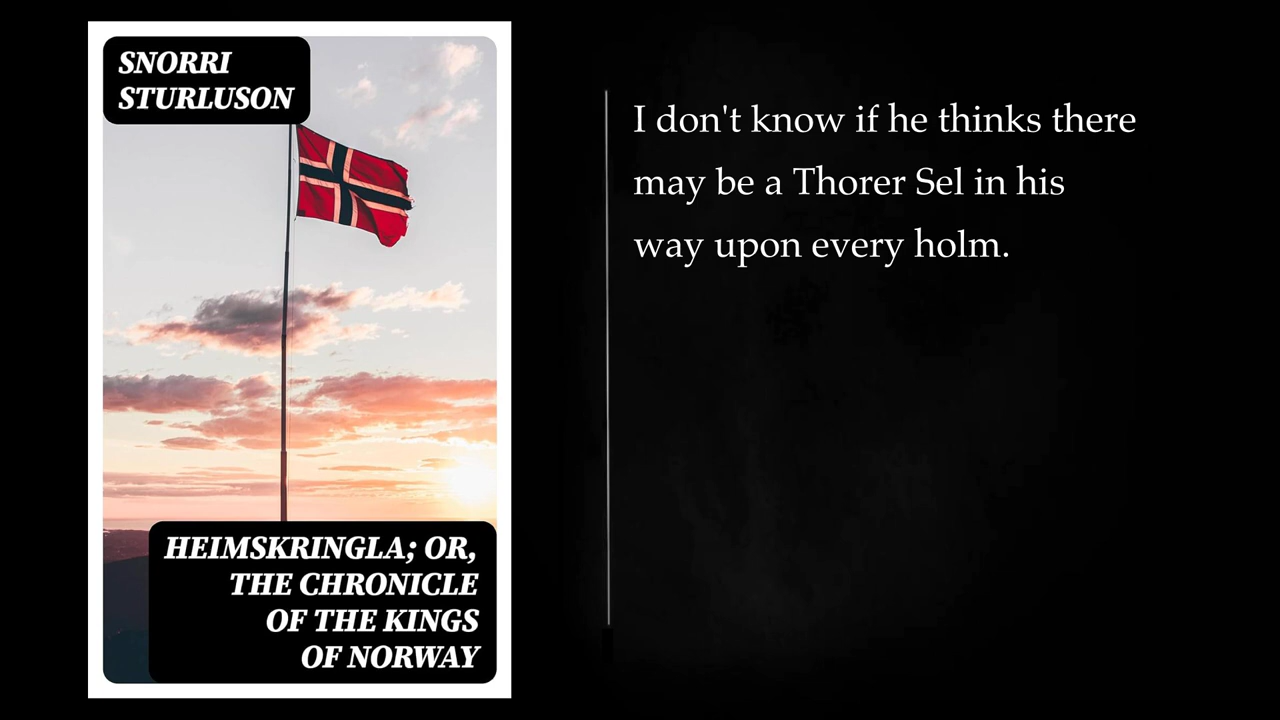 SNORRI
STURLUSON
HEIMSKRINGLA; OR,
THE CHRONICLE
OF THE KINGS
OF NORWAY
I don't know if he thinks there
may be a Thorer Sel in his
way upon every holm.